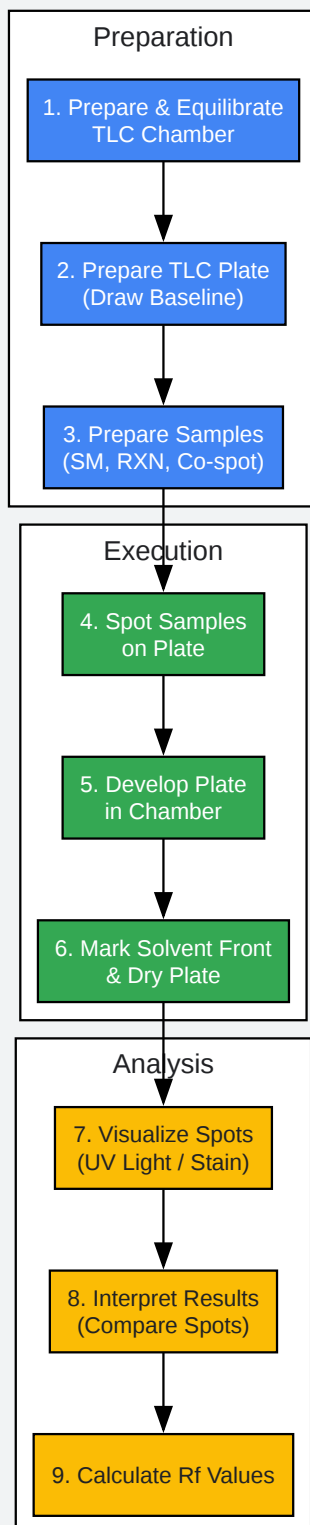 Preparation
1. Prepare & Equilibrate
TLC Chamber
2. Prepare TLC Plate
(Draw Baseline)
3. Prepare Samples
(SM, RXN, Co-spot)
Execution
4. Spot Samples
on Plate
5. Develop Plate
in Chamber
6. Mark Solvent Front
& Dry Plate
Analysis
7. Visualize Spots
(UV Light / Stain)
8. Interpret Results
(Compare Spots)
9. Calculate Rf Values